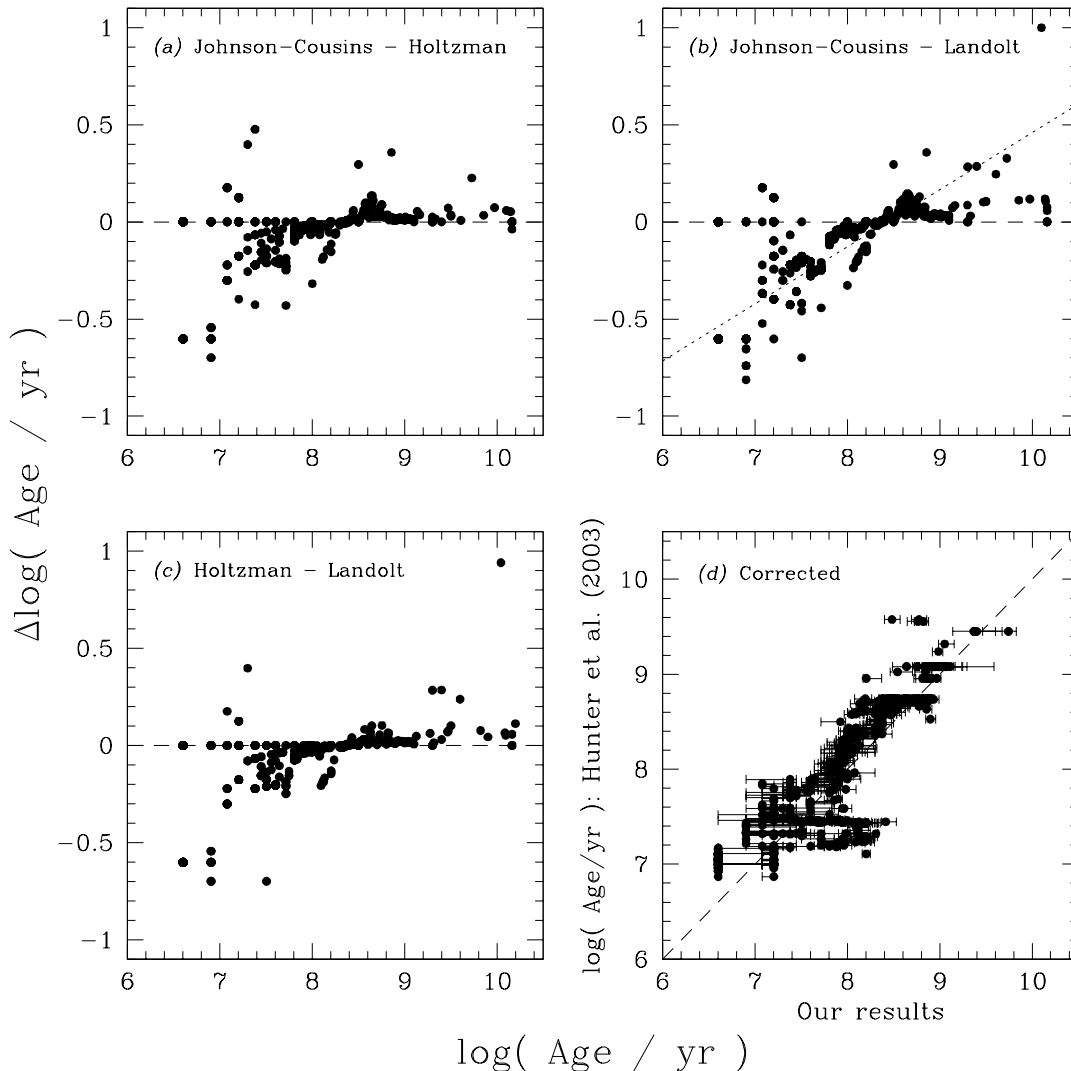 (a) Johnson-Cousins - Holtzman
1
0.5
0
-0.5
-1
6 7 8 9 10
(b) Johnson-Cousins - Landolt
1
0.5
0
-0.5
-1
6 7 8 9 10
Δlog( Age / yr )
(c) Holtzman - Landolt
1
0.5
0
-0.5
-1
6 7 8 9 10
log( Age/yr ): Hunter et al. (2003)
(d) Corrected
10
9
8
7
6
6 7 8 9 10
Our results
log( Age / yr )